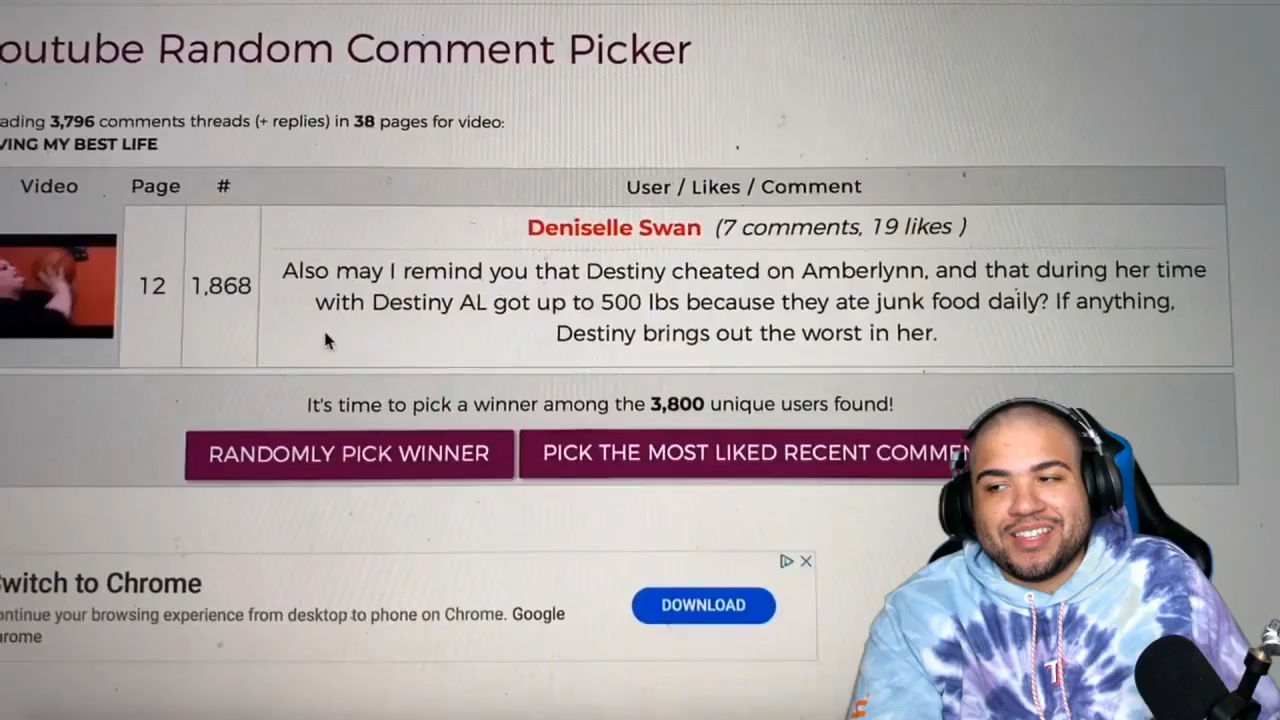 outube Random Comment Picker
ading 3,796 comments threads (+ replies) in 38 pages for video:
VING MY BEST LIFE
Video Page # User / Likes / Comment
Deniselle Swan (7 comments, 19 likes )
12 1,868
Also may I remind you that Destiny cheated on Amberlynn, and that during her time
with Destiny AL got up to 500 lbs because they ate junk food daily? If anything,
Destiny brings out the worst in her.
It's time to pick a winner among the 3,800 unique users found!
RANDOMLY PICK WINNER
PICK THE MOST LIKED RECENT COMMEN
witch to Chrome
ontinue your browsing experience from desktop to phone on Chrome. Google
hrome
DOWNLOAD